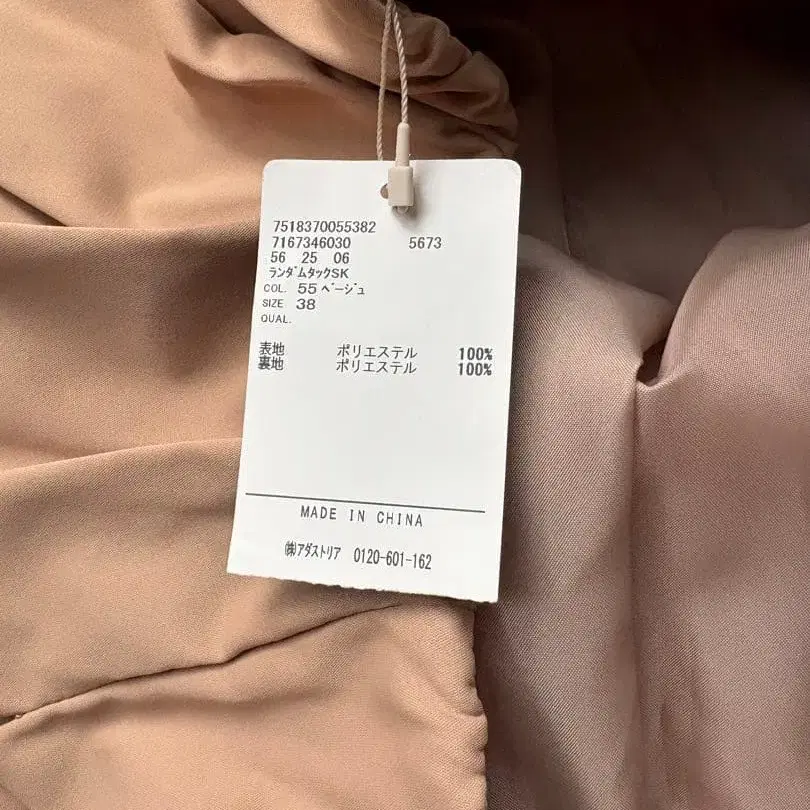 7518370055382
7167346030 5673
56 25 06
ランダムタックSK
COL. 55 ベージュ
SIZE 38
QUAL.
表地 ポリエステル 100%
裏地 ポリエステル 100%
MADE IN CHINA
㈱アダストリア 0120-601-162